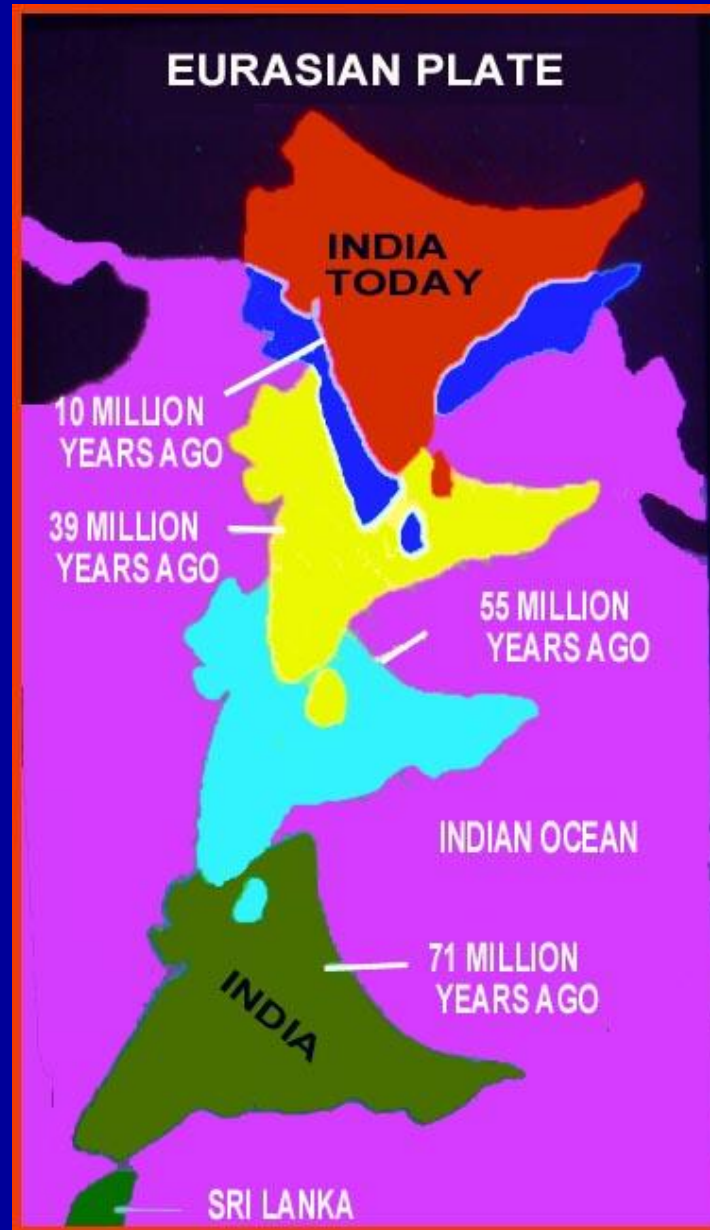 EURASIAN PLATE
INDIA
TODAY
10 MILLION
YEARS AGO
39 MILLION
YEARS AGO
55 MILLION
YEARS AGO
INDIAN OCEAN
71 MILLION
YEARS AGO
INDIA
SRI LANKA